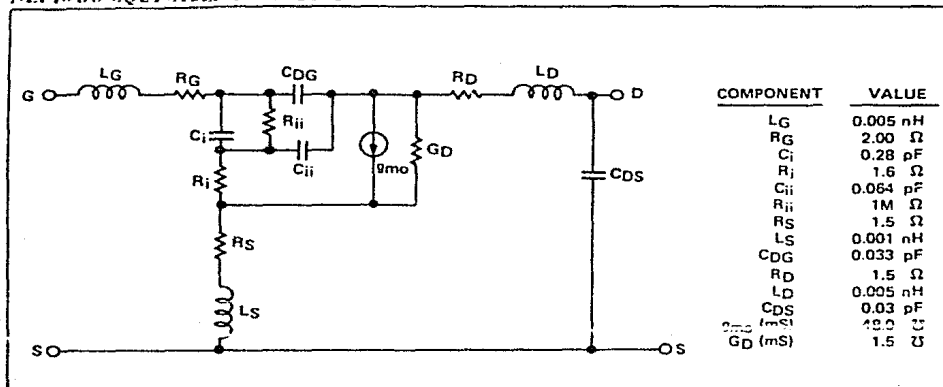 LG
RG
CDG
RD
LD
G
D
Rii
Ci
Cii
gmo
GD
Ri
CDS
RS
LS
S
S
COMPONENT VALUE
LG 0.005 nH
RG 2.00 Ω
Ci 0.28 pF
Ri 1.6 Ω
Cii 0.064 pF
Rii 1M Ω
RS 1.5 Ω
LS 0.001 nH
CDG 0.033 pF
RD 1.5 Ω
LD 0.005 nH
CDS 0.03 pF
gmo (mS) ℧
GD (mS) 1.5 ℧